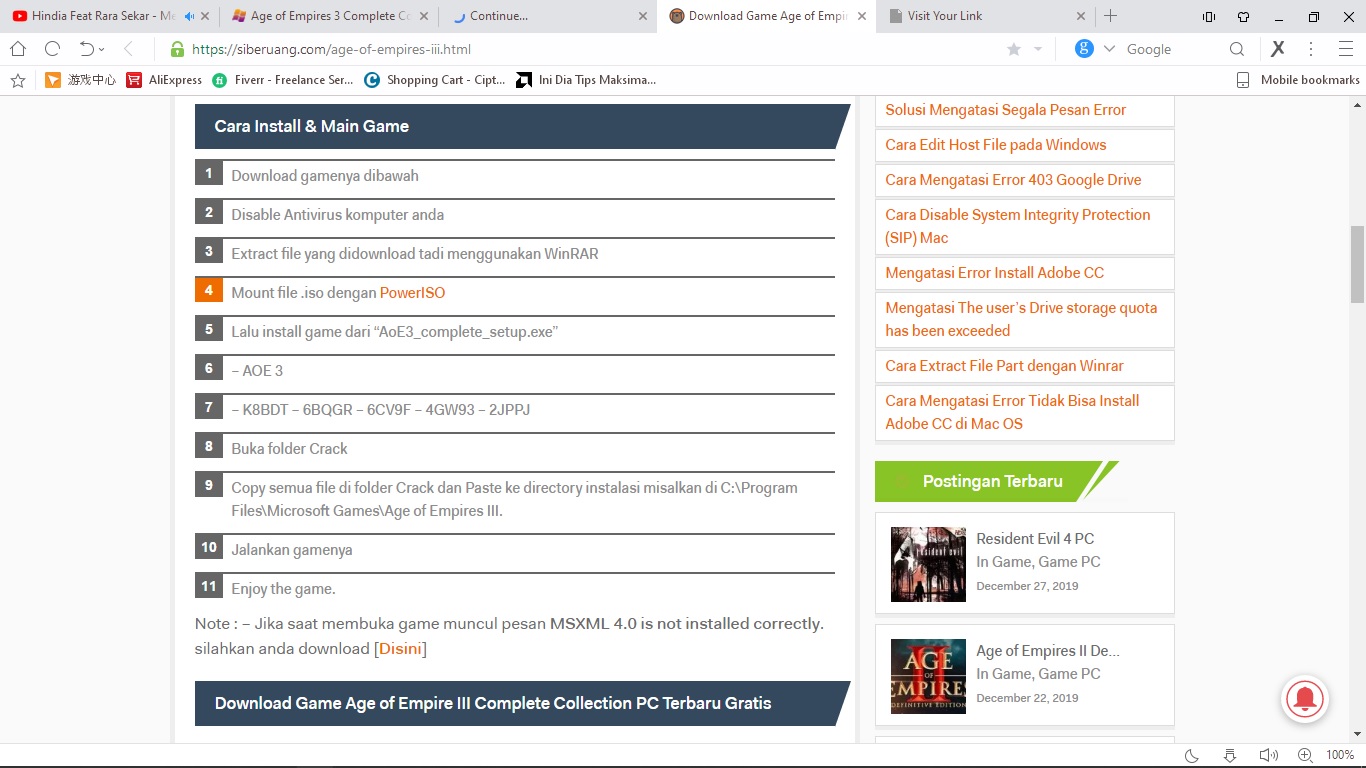 Hindia Feat Rara Sekar - Me
Age of Empires 3 Complete Co
Continue...
Download Game Age of Empi
Visit Your Link
https://siberuang.com/age-of-empires-iii.html
Google
游戏中心
AliExpress
Fiverr - Freelance Ser...
Shopping Cart - Cipt...
Ini Dia Tips Maksima...
Mobile bookmarks
Cara Install & Main Game
1 Download gamenya dibawah
2 Disable Antivirus komputer anda
3 Extract file yang didownload tadi menggunakan WinRAR
4 Mount file .iso dengan PowerISO
5 Lalu install game dari “AoE3_complete_setup.exe”
6 – AOE 3
7 – K8BDT – 6BQGR – 6CV9F – 4GW93 – 2JPPJ
8 Buka folder Crack
9 Copy semua file di folder Crack dan Paste ke directory instalasi misalkan di C:\Program
Files\Microsoft Games\Age of Empires III.
10 Jalankan gamenya
11 Enjoy the game.
Note : – Jika saat membuka game muncul pesan MSXML 4.0 is not installed correctly.
silahkan anda download [Disini]
Download Game Age of Empire III Complete Collection PC Terbaru Gratis
Solusi Mengatasi Segala Pesan Error
Cara Edit Host File pada Windows
Cara Mengatasi Error 403 Google Drive
Cara Disable System Integrity Protection
(SIP) Mac
Mengatasi Error Install Adobe CC
Mengatasi The user’s Drive storage quota
has been exceeded
Cara Extract File Part dengan Winrar
Cara Mengatasi Error Tidak Bisa Install
Adobe CC di Mac OS
Postingan Terbaru
Resident Evil 4 PC
In Game, Game PC
December 27, 2019
AGE
OF
EMPIRES
II
DEFINITIVE EDITION
Age of Empires II De...
In Game, Game PC
December 22, 2019
100%